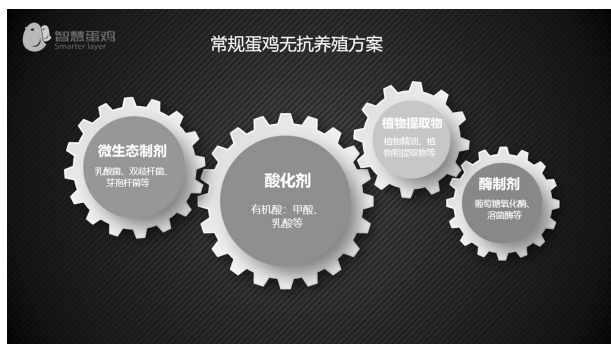 智慧蛋鸡
Smarter layer
常规蛋鸡无抗养殖方案
微生态制剂
乳酸菌、双歧杆菌、
芽孢杆菌等
酸化剂
有机酸：甲酸、
乳酸等
植物提取物
植物精油、植
物粗提取物等
酶制剂
葡萄糖氧化酶、
溶菌酶等